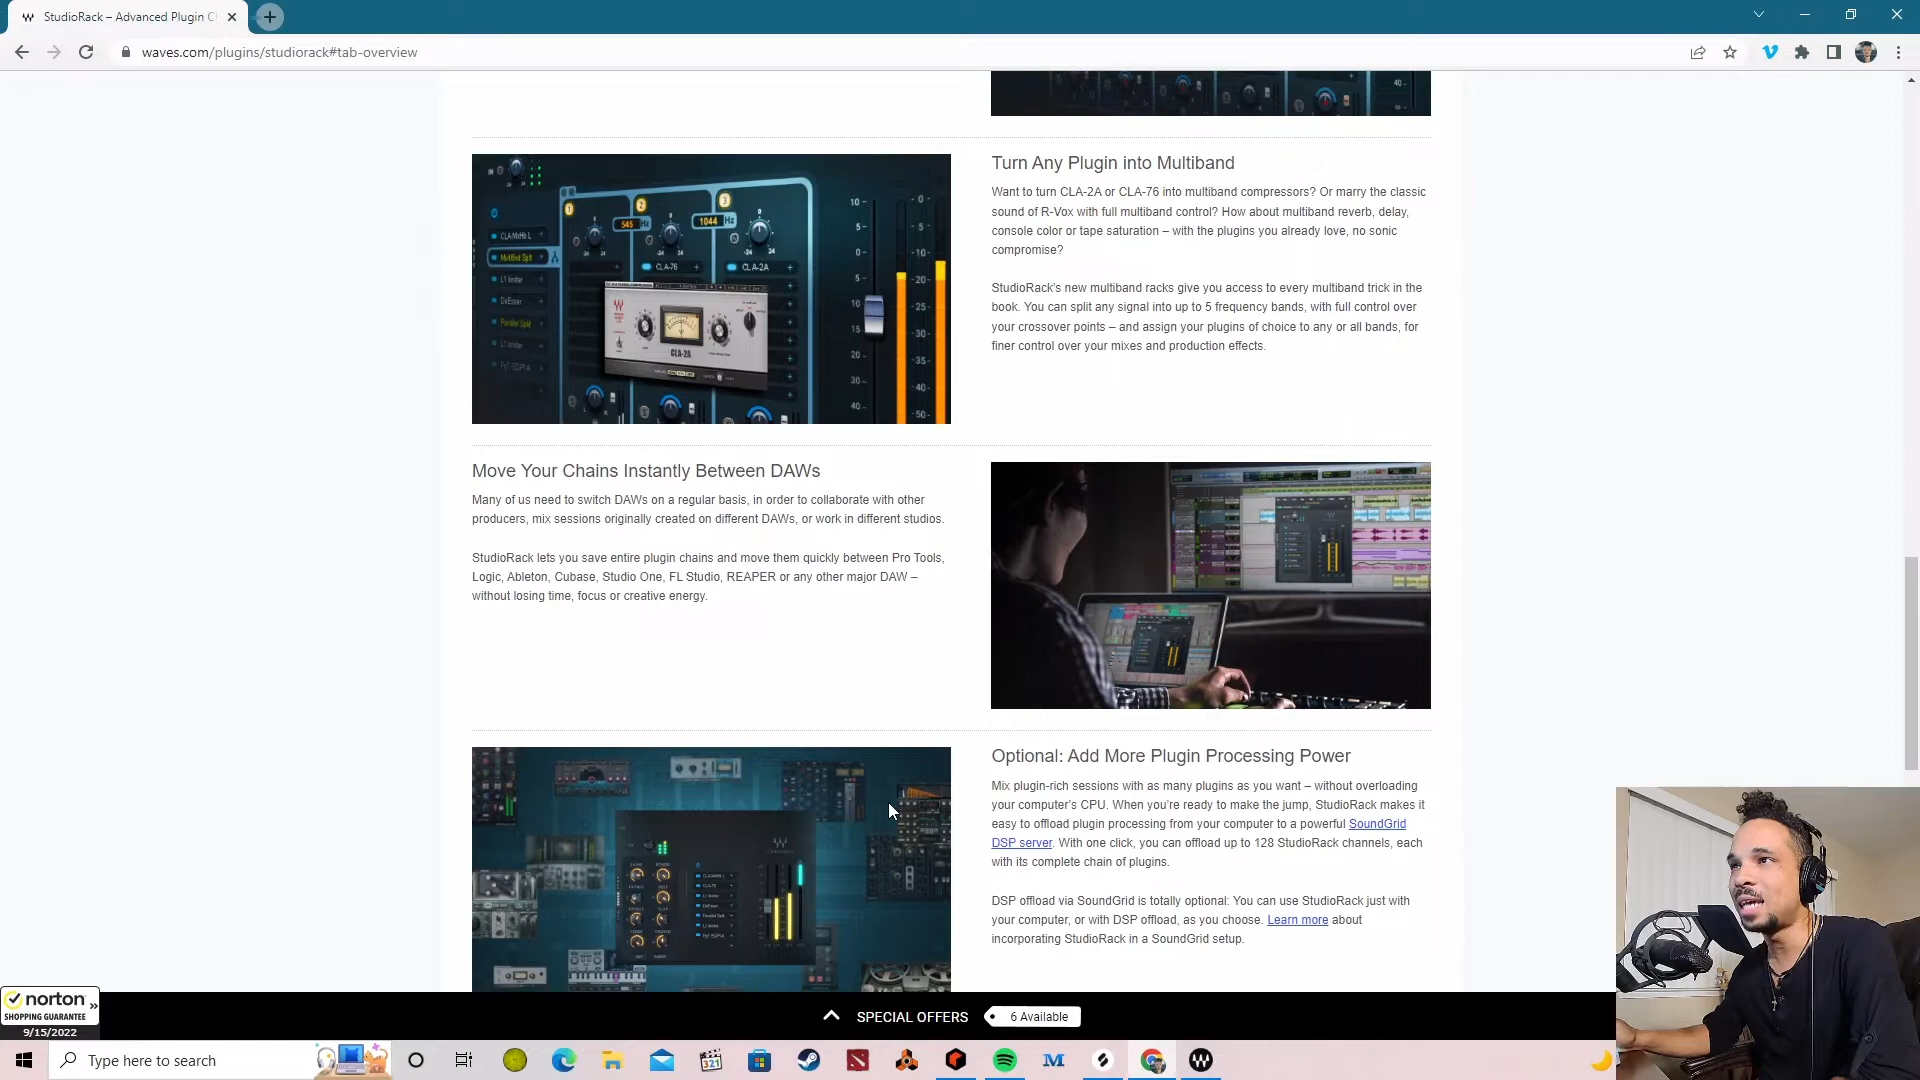 StudioRack – Advanced Plugin C
waves.com/plugins/studiorack#tab-overview
Turn Any Plugin into Multiband
Want to turn CLA-2A or CLA-76 into multiband compressors? Or marry the classic
sound of R-Vox with full multiband control? How about multiband reverb, delay,
console color or tape saturation – with the plugins you already love, no sonic
compromise?
StudioRack's new multiband racks give you access to every multiband trick in the
book. You can split any signal into up to 5 frequency bands, with full control over
your crossover points – and assign your plugins of choice to any or all bands, for
finer control over your mixes and production effects.
1
2
3
545 Hz
1044 Hz
MultBnd Split
L1 limiter
DeEsser
Parallel Split
L1 limiter
CLA-76
CLA-2A
CLA-2A
Move Your Chains Instantly Between DAWs
Many of us need to switch DAWs on a regular basis, in order to collaborate with other
producers, mix sessions originally created on different DAWs, or work in different studios.
StudioRack lets you save entire plugin chains and move them quickly between Pro Tools,
Logic, Ableton, Cubase, Studio One, FL Studio, REAPER or any other major DAW –
without losing time, focus or creative energy.
Optional: Add More Plugin Processing Power
Mix plugin-rich sessions with as many plugins as you want – without overloading
your computer's CPU. When you're ready to make the jump, StudioRack makes it
easy to offload plugin processing from your computer to a powerful SoundGrid
DSP server. With one click, you can offload up to 128 StudioRack channels, each
with its complete chain of plugins.
DSP offload via SoundGrid is totally optional: You can use StudioRack just with
your computer, or with DSP offload, as you choose. Learn more about
incorporating StudioRack in a SoundGrid setup.
norton
SHOPPING GUARANTEE
9/15/2022
SPECIAL OFFERS
6 Available
Type here to search
321